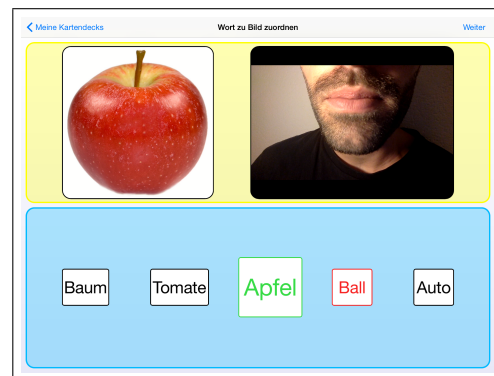 Meine Kartendecks Wort zu Bild zuordnen Weiter
Baum Tomate Apfel Ball Auto